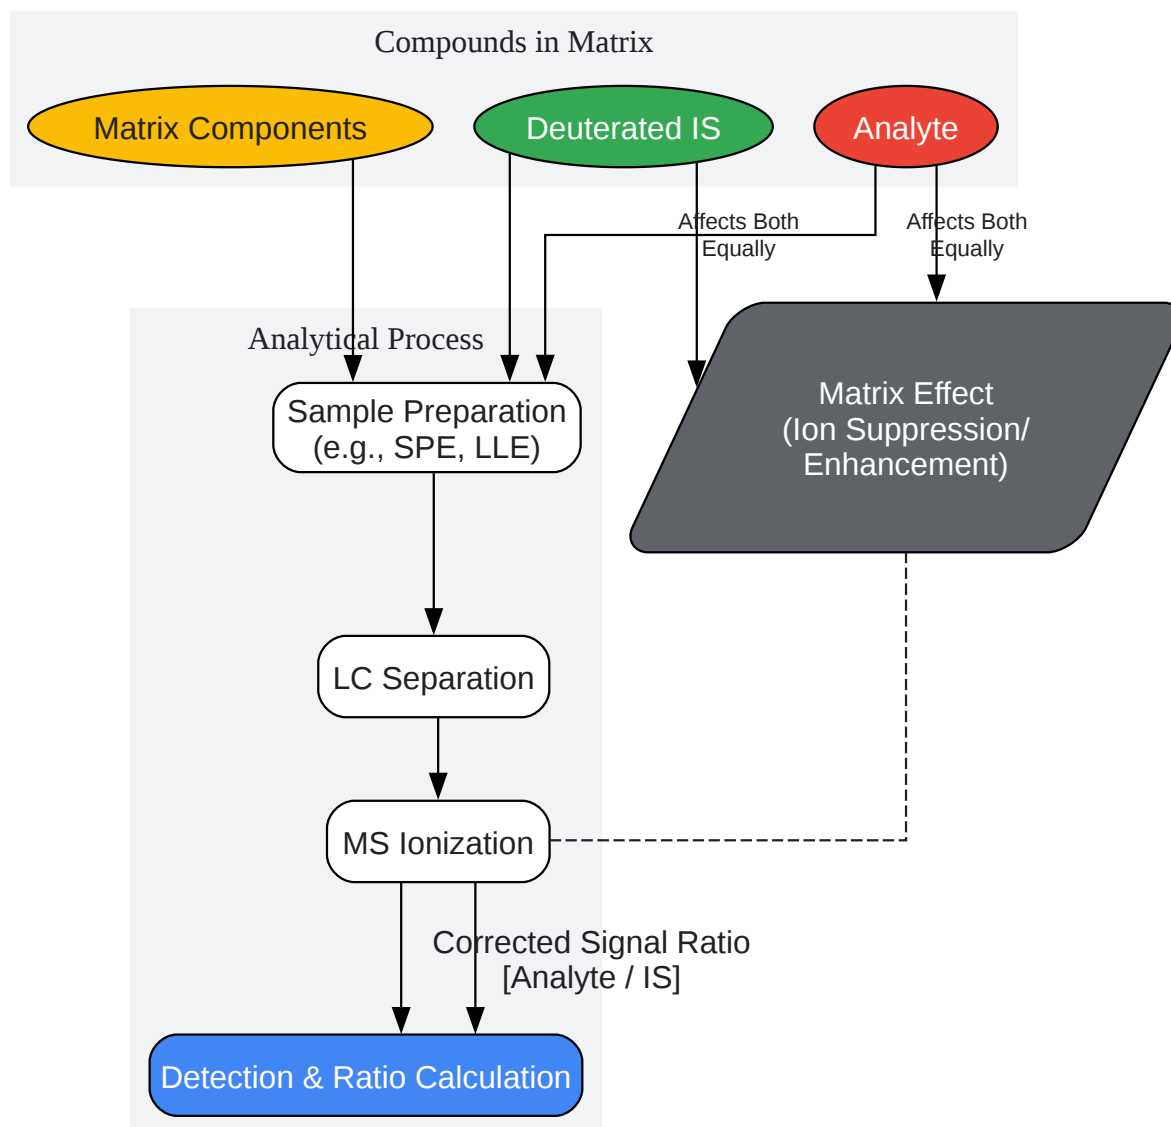 Compounds in Matrix
Matrix Components
Deuterated IS
Analyte
Affects Both
Equally
Affects Both
Equally
Analytical Process
Sample Preparation
(e.g., SPE, LLE)
Matrix Effect
(Ion Suppression/
Enhancement)
LC Separation
MS Ionization
Corrected Signal Ratio
[Analyte / IS]
Detection & Ratio Calculation